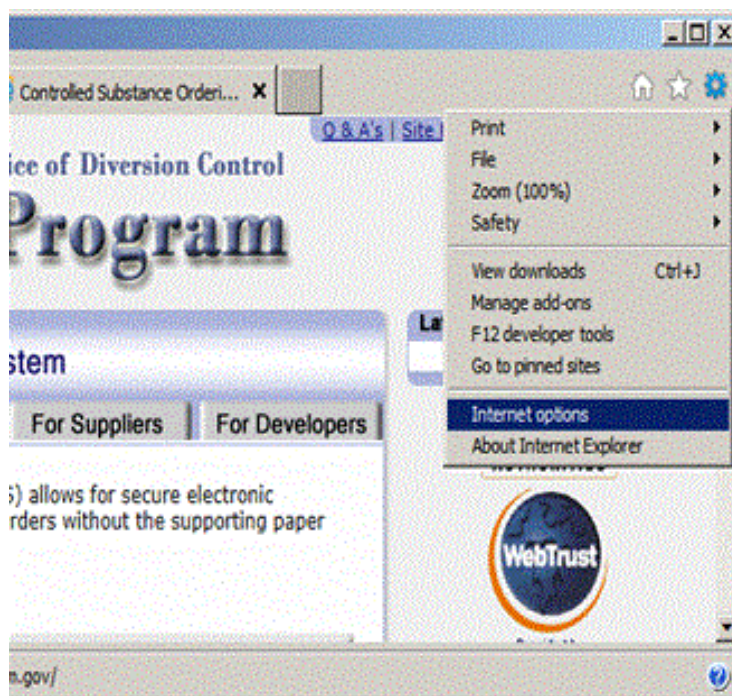 Controlled Substance Orderi...
Q & A's | Site
ice of Diversion Control
Program
Print
File
Zoom (100%)
Safety
View downloads Ctrl+J
Manage add-ons
F12 developer tools
Go to pinned sites
Internet options
About Internet Explorer
La
stem
For Suppliers
For Developers
S) allows for secure electronic
rders without the supporting paper
WebTrust
n.gov/